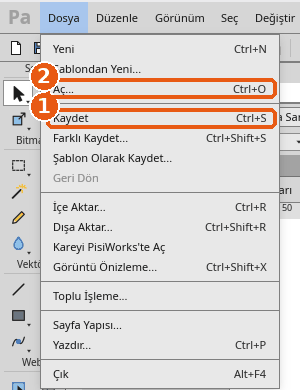 Pa Dosya Düzenle Görünüm Seç Değiştir
Yeni Ctrl+N
Şablondan Yeni...
2
Aç... Ctrl+O
1
Kaydet Ctrl+S
Farklı Kaydet... Ctrl+Shift+S
Şablon Olarak Kaydet...
Geri Dön
İçe Aktar... Ctrl+R
Dışa Aktar... Ctrl+Shift+R
Kareyi PisiWorks'te Aç
Görüntü Önizleme... Ctrl+Shift+X
Toplu İşleme...
Sayfa Yapısı...
Yazdır... Ctrl+P
Çık Alt+F4
Bitma
Vektö
Web
50